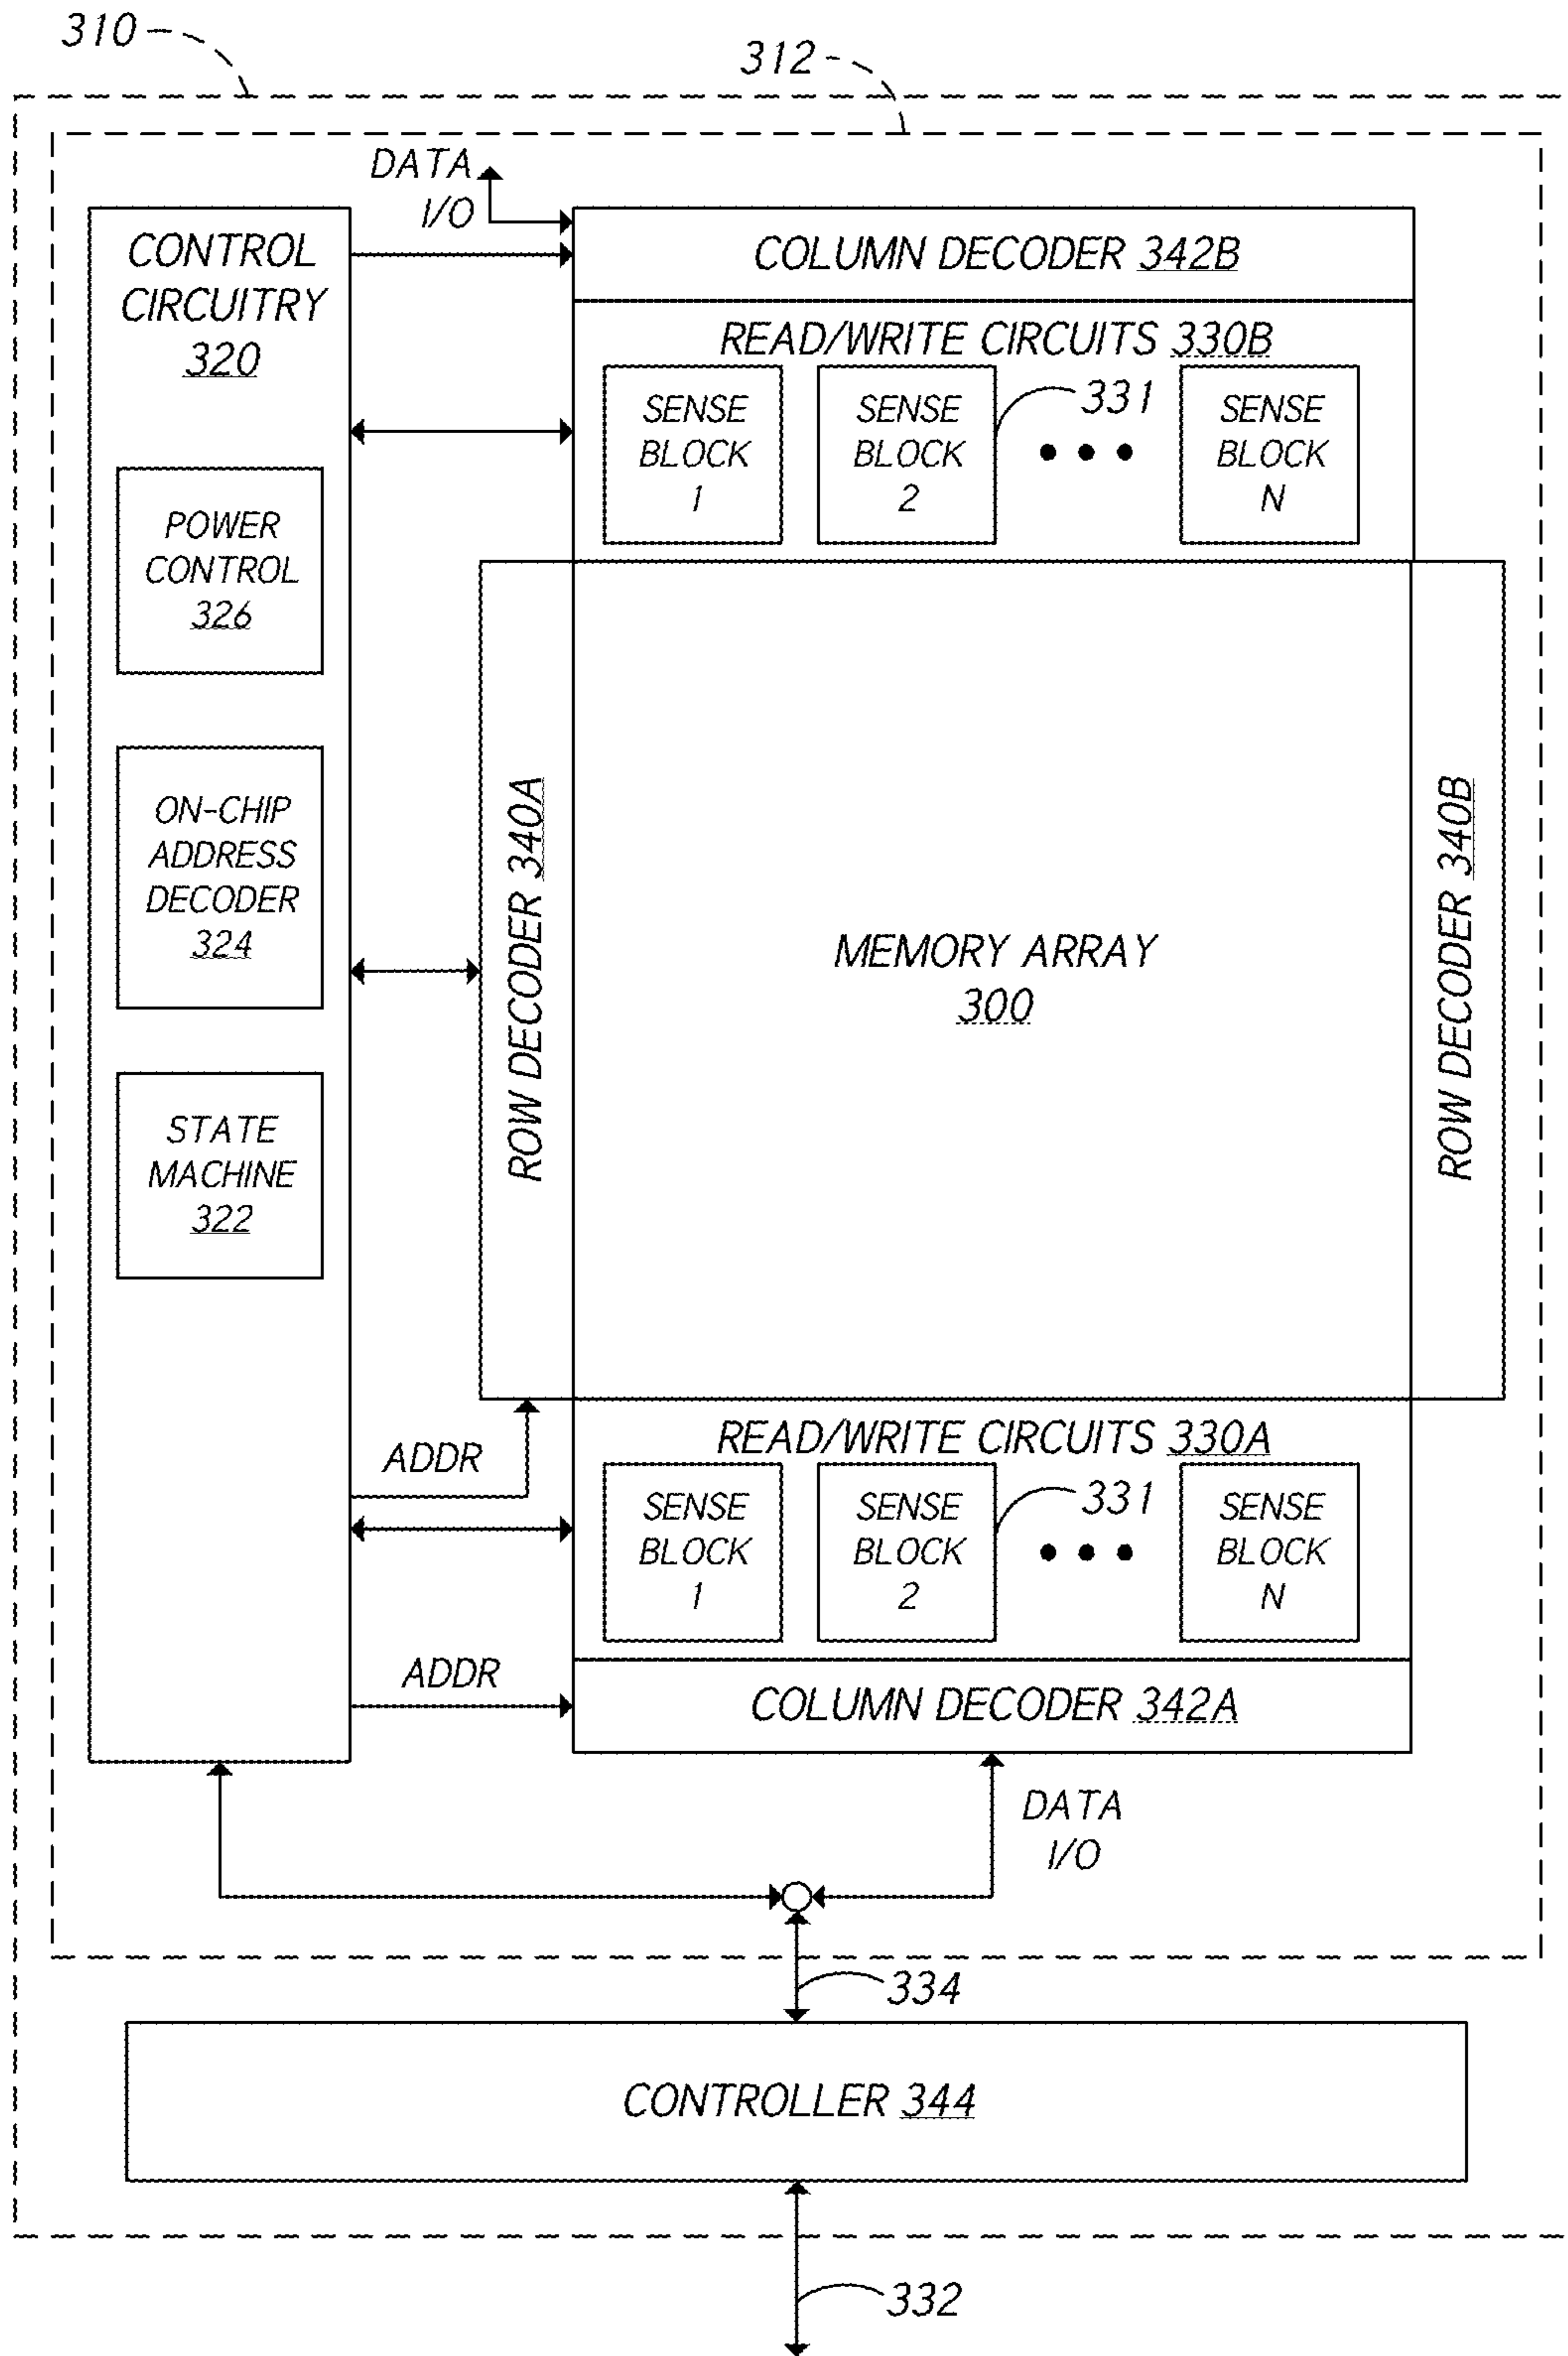 310
312
DATA
I/O
CONTROL
CIRCUITRY
320
POWER
CONTROL
326
ON-CHIP
ADDRESS
DECODER
324
STATE
MACHINE
322
COLUMN DECODER 342B
READ/WRITE CIRCUITS 330B
SENSE
BLOCK
1
SENSE
BLOCK
2
331
SENSE
BLOCK
N
ROW DECODER 340A
MEMORY ARRAY
300
ROW DECODER 340B
ADDR
READ/WRITE CIRCUITS 330A
SENSE
BLOCK
1
SENSE
BLOCK
2
331
SENSE
BLOCK
N
ADDR
COLUMN DECODER 342A
DATA
I/O
334
CONTROLLER 344
332